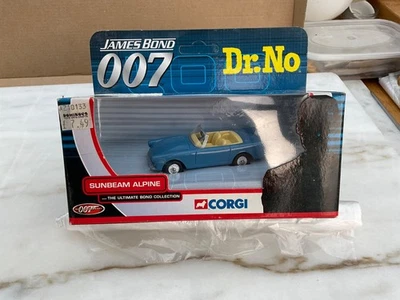 JAMES BOND
007
Dr.No
£7.49
SUNBEAM ALPINE
THE ULTIMATE BOND COLLECTION
007
CORGI